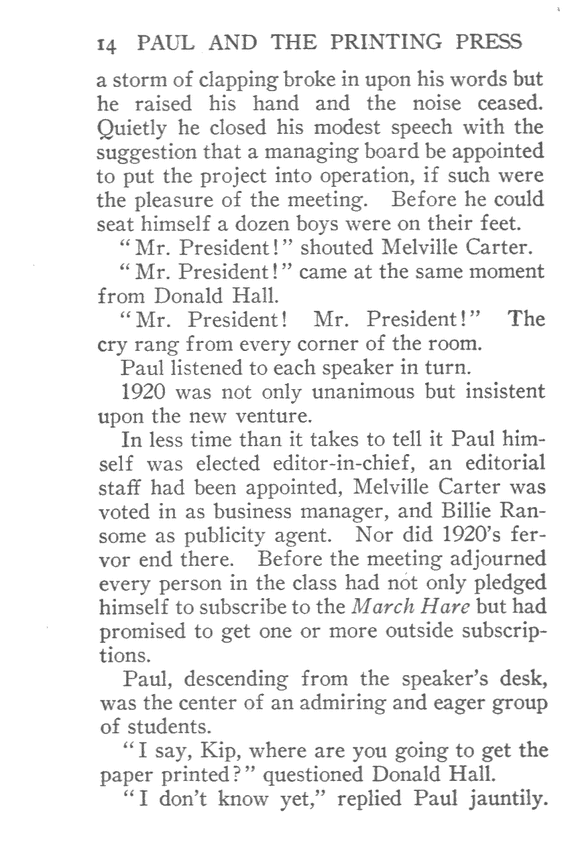 14 PAUL AND THE PRINTING PRESS
a storm of clapping broke in upon his words but
he raised his hand and the noise ceased.
Quietly he closed his modest speech with the
suggestion that a managing board be appointed
to put the project into operation, if such were
the pleasure of the meeting. Before he could
seat himself a dozen boys were on their feet.
“Mr. President!” shouted Melville Carter.
“Mr. President!” came at the same moment
from Donald Hall.
“Mr. President! Mr. President!” The
cry rang from every corner of the room.
Paul listened to each speaker in turn.
1920 was not only unanimous but insistent
upon the new venture.
In less time than it takes to tell it Paul him-
self was elected editor-in-chief, an editorial
staff had been appointed, Melville Carter was
voted in as business manager, and Billie Ran-
some as publicity agent. Nor did 1920’s fer-
vor end there. Before the meeting adjourned
every person in the class had not only pledged
himself to subscribe to the March Hare but had
promised to get one or more outside subscrip-
tions.
Paul, descending from the speaker’s desk,
was the center of an admiring and eager group
of students.
“I say, Kip, where are you going to get the
paper printed?” questioned Donald Hall.
“I don’t know yet,” replied Paul jauntily.